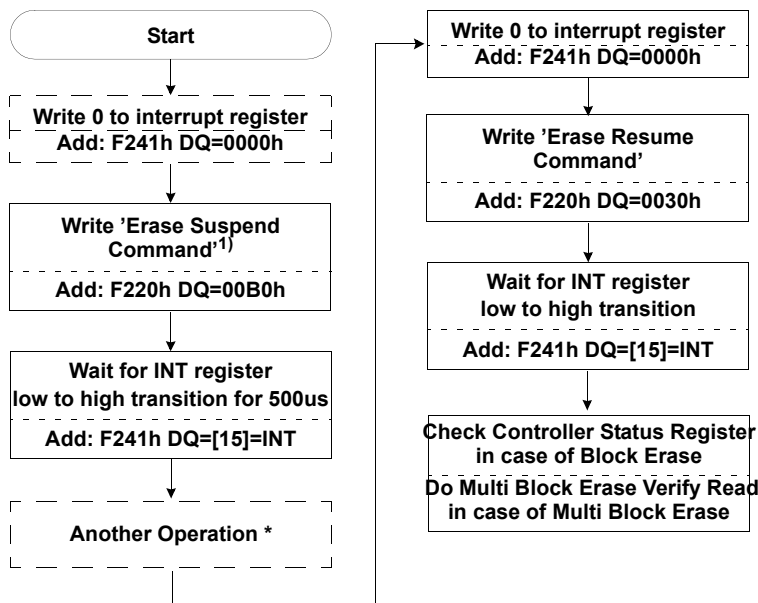 Start
Write 0 to interrupt register
Add: F241h DQ=0000h
Write 'Erase Suspend
Command'1)
Add: F220h DQ=00B0h
Wait for INT register
low to high transition for 500us
Add: F241h DQ=[15]=INT
Another Operation *
Write 0 to interrupt register
Add: F241h DQ=0000h
Write 'Erase Resume
Command'
Add: F220h DQ=0030h
Wait for INT register
low to high transition
Add: F241h DQ=[15]=INT
Check Controller Status Register
in case of Block Erase
Do Multi Block Erase Verify Read
in case of Multi Block Erase